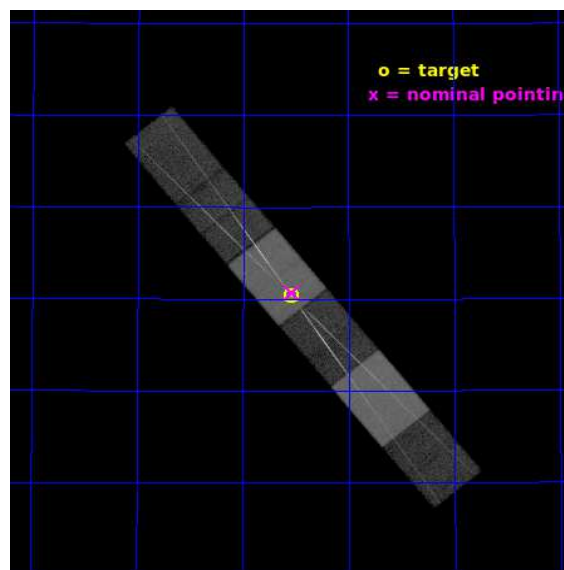 o = target
x = nominal pointin